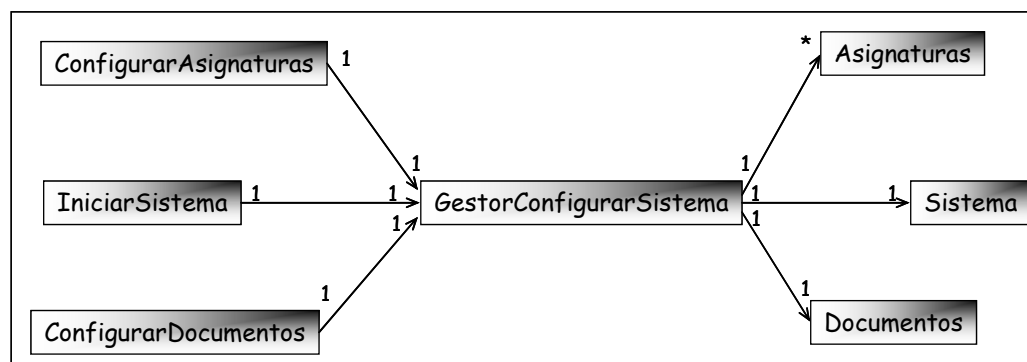 ConfigurarAsignaturas
1
*
Asignaturas
1
1
IniciarSistema
1
1
GestorConfigurarSistema
1
1
Sistema
1
1
1
1
ConfigurarDocumentos
Documentos